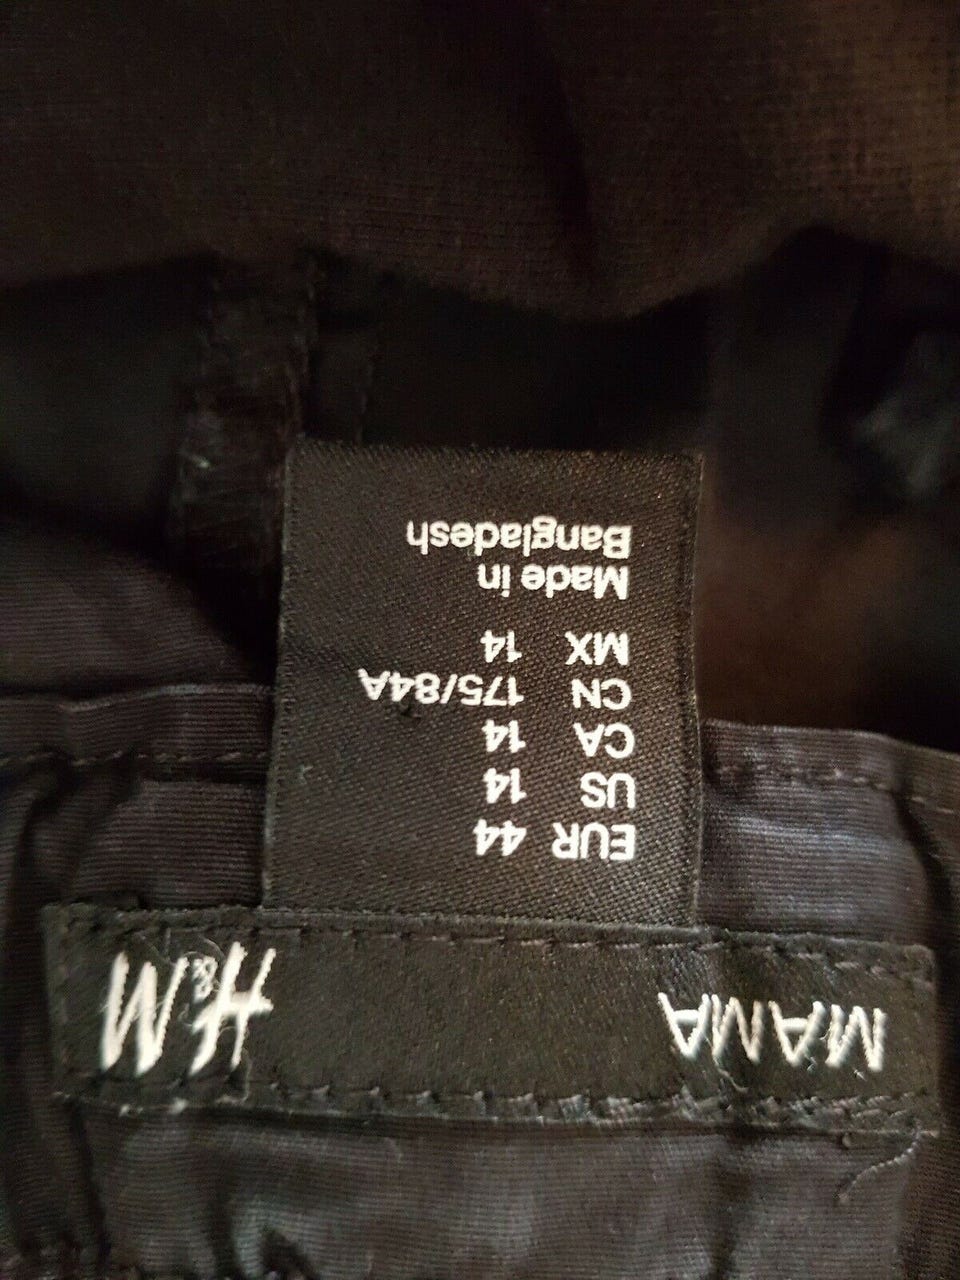 MAMA H&M
EUR 44
US 14
CA 14
CN 175/84A
MX 14
Made in
Bangladesh